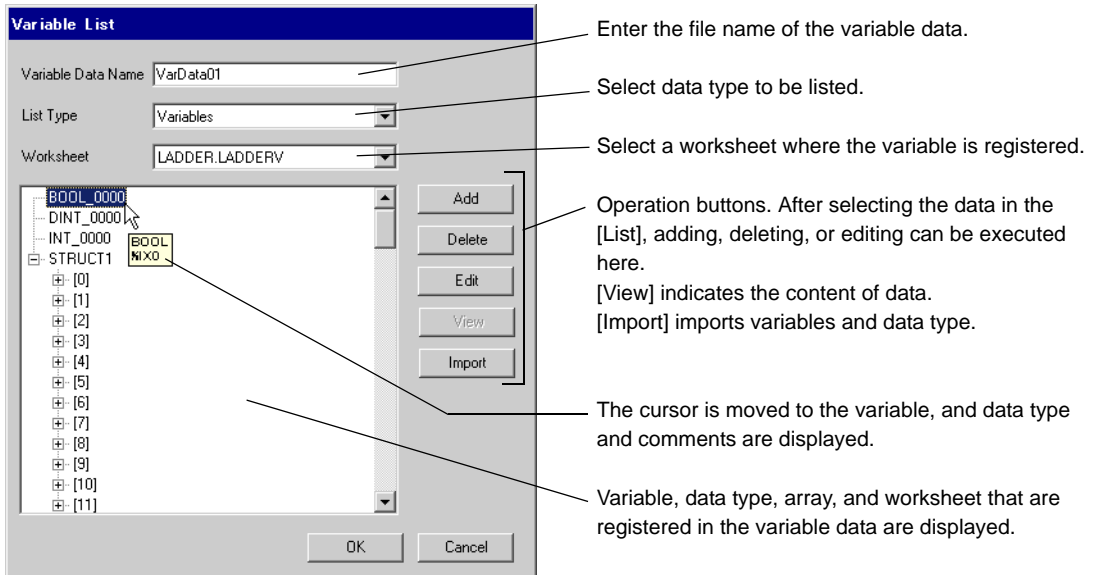 Variable List
Enter the file name of the variable data.
Variable Data Name VarData01
Select data type to be listed.
List Type Variables
Select a worksheet where the variable is registered.
Worksheet LADDER.LADDERV
BOOL_0000
DINT_0000
INT_0000
BOOL
%IX0
STRUCT1
[0]
[1]
[2]
[3]
[4]
[5]
[6]
[7]
[8]
[9]
[10]
[11]
Add
Delete
Edit
View
Import
Operation buttons. After selecting the data in the
[List], adding, deleting, or editing can be executed
here.
[View] indicates the content of data.
[Import] imports variables and data type.
The cursor is moved to the variable, and data type
and comments are displayed.
Variable, data type, array, and worksheet that are
registered in the variable data are displayed.
OK Cancel